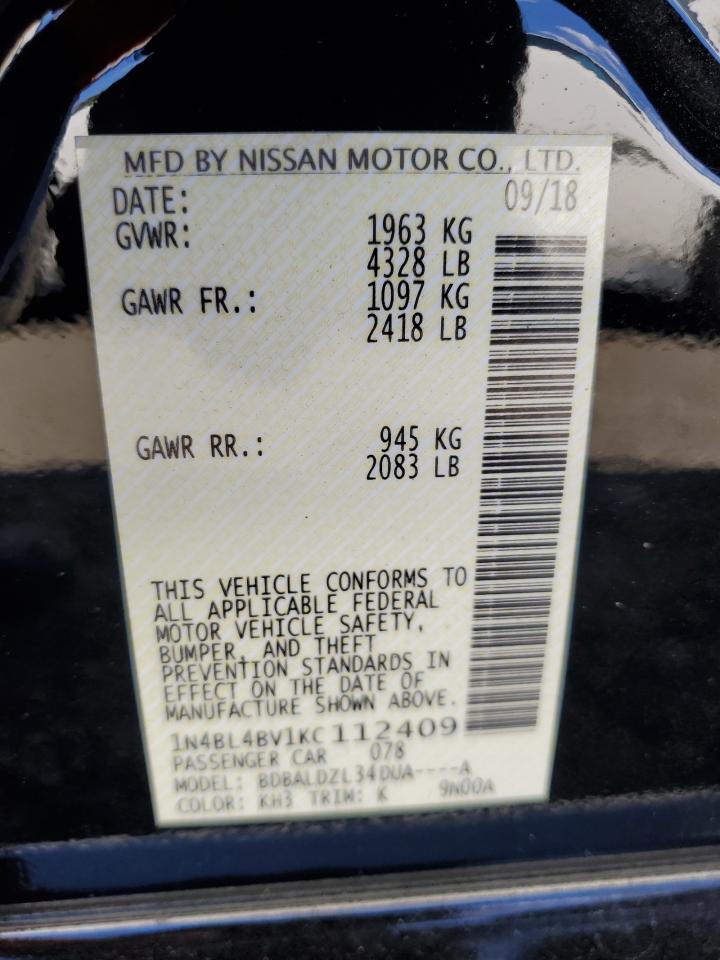 MFD BY NISSAN MOTOR CO., LTD.
DATE: 09/18
GVWR: 1963 KG
4328 LB
GAWR FR.: 1097 KG
2418 LB
GAWR RR.: 945 KG
2083 LB
THIS VEHICLE CONFORMS TO
ALL APPLICABLE FEDERAL
MOTOR VEHICLE SAFETY,
BUMPER, AND THEFT
PREVENTION STANDARDS IN
EFFECT ON THE DATE OF
MANUFACTURE SHOWN ABOVE.
1N4BL4BV1KC112409
PASSENGER CAR 078
MODEL: BDBALDZL34DUA----A
COLOR: KH3 TRIM: K 9N00A